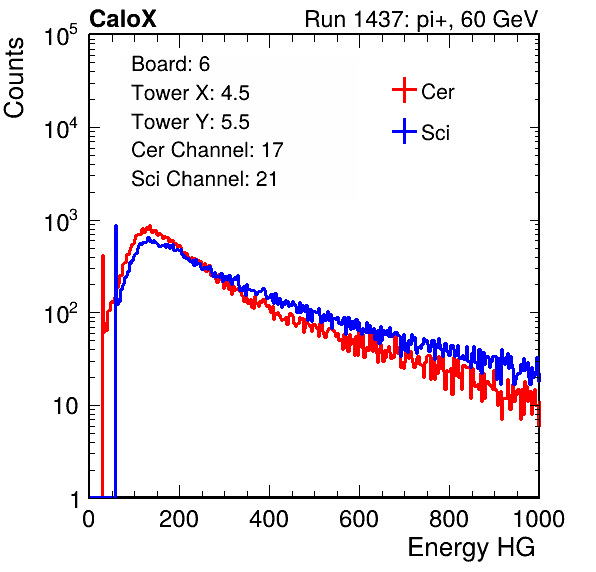 CaloX Run 1437: pi+, 60 GeV
Counts
Board: 6
Tower X: 4.5
Tower Y: 5.5
Cer Channel: 17
Sci Channel: 21
Cer
Sci
10^5
10^4
10^3
10^2
10
1
0 200 400 600 800 1000
Energy HG